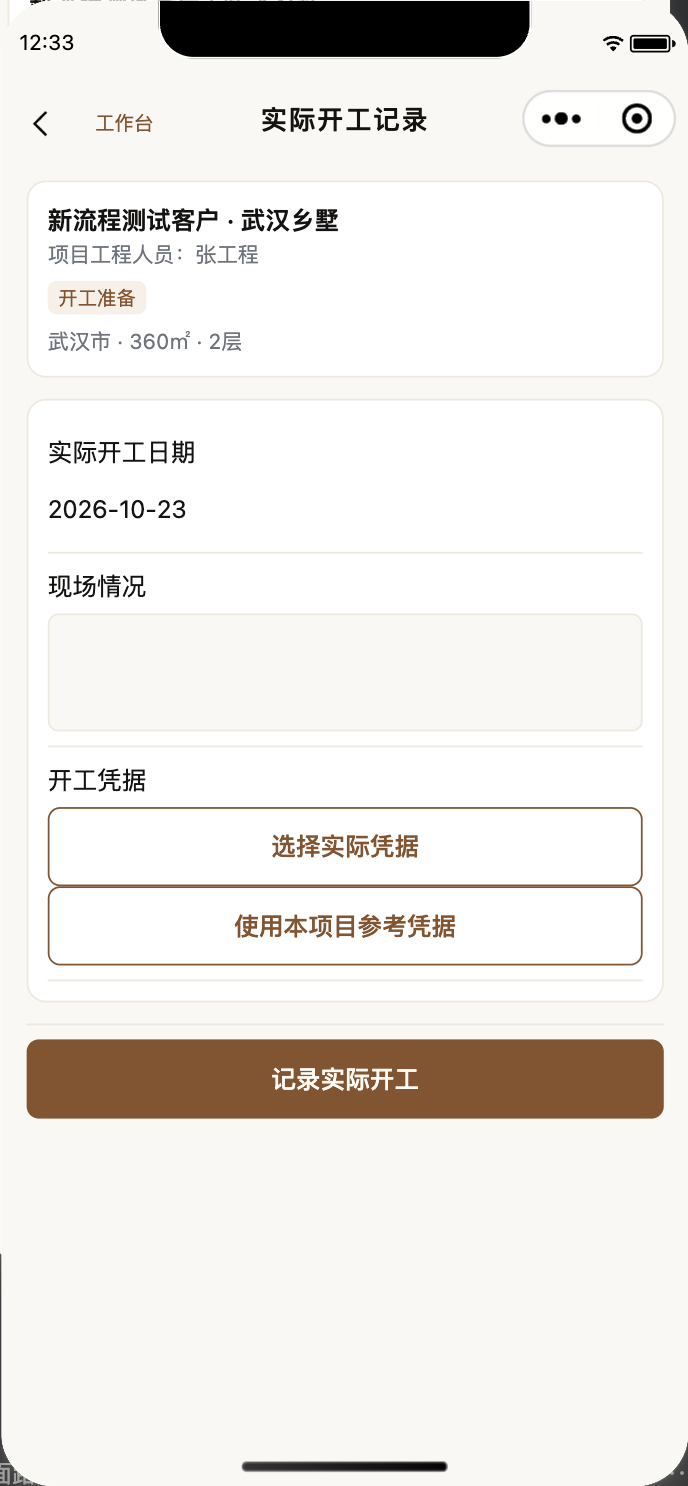 12:33
工作台
实际开工记录
新流程测试客户 · 武汉乡墅
项目工程人员：张工程
开工准备
武汉市 · 360㎡ · 2层
实际开工日期
2026-10-23
现场情况
开工凭据
选择实际凭据
使用本项目参考凭据
记录实际开工